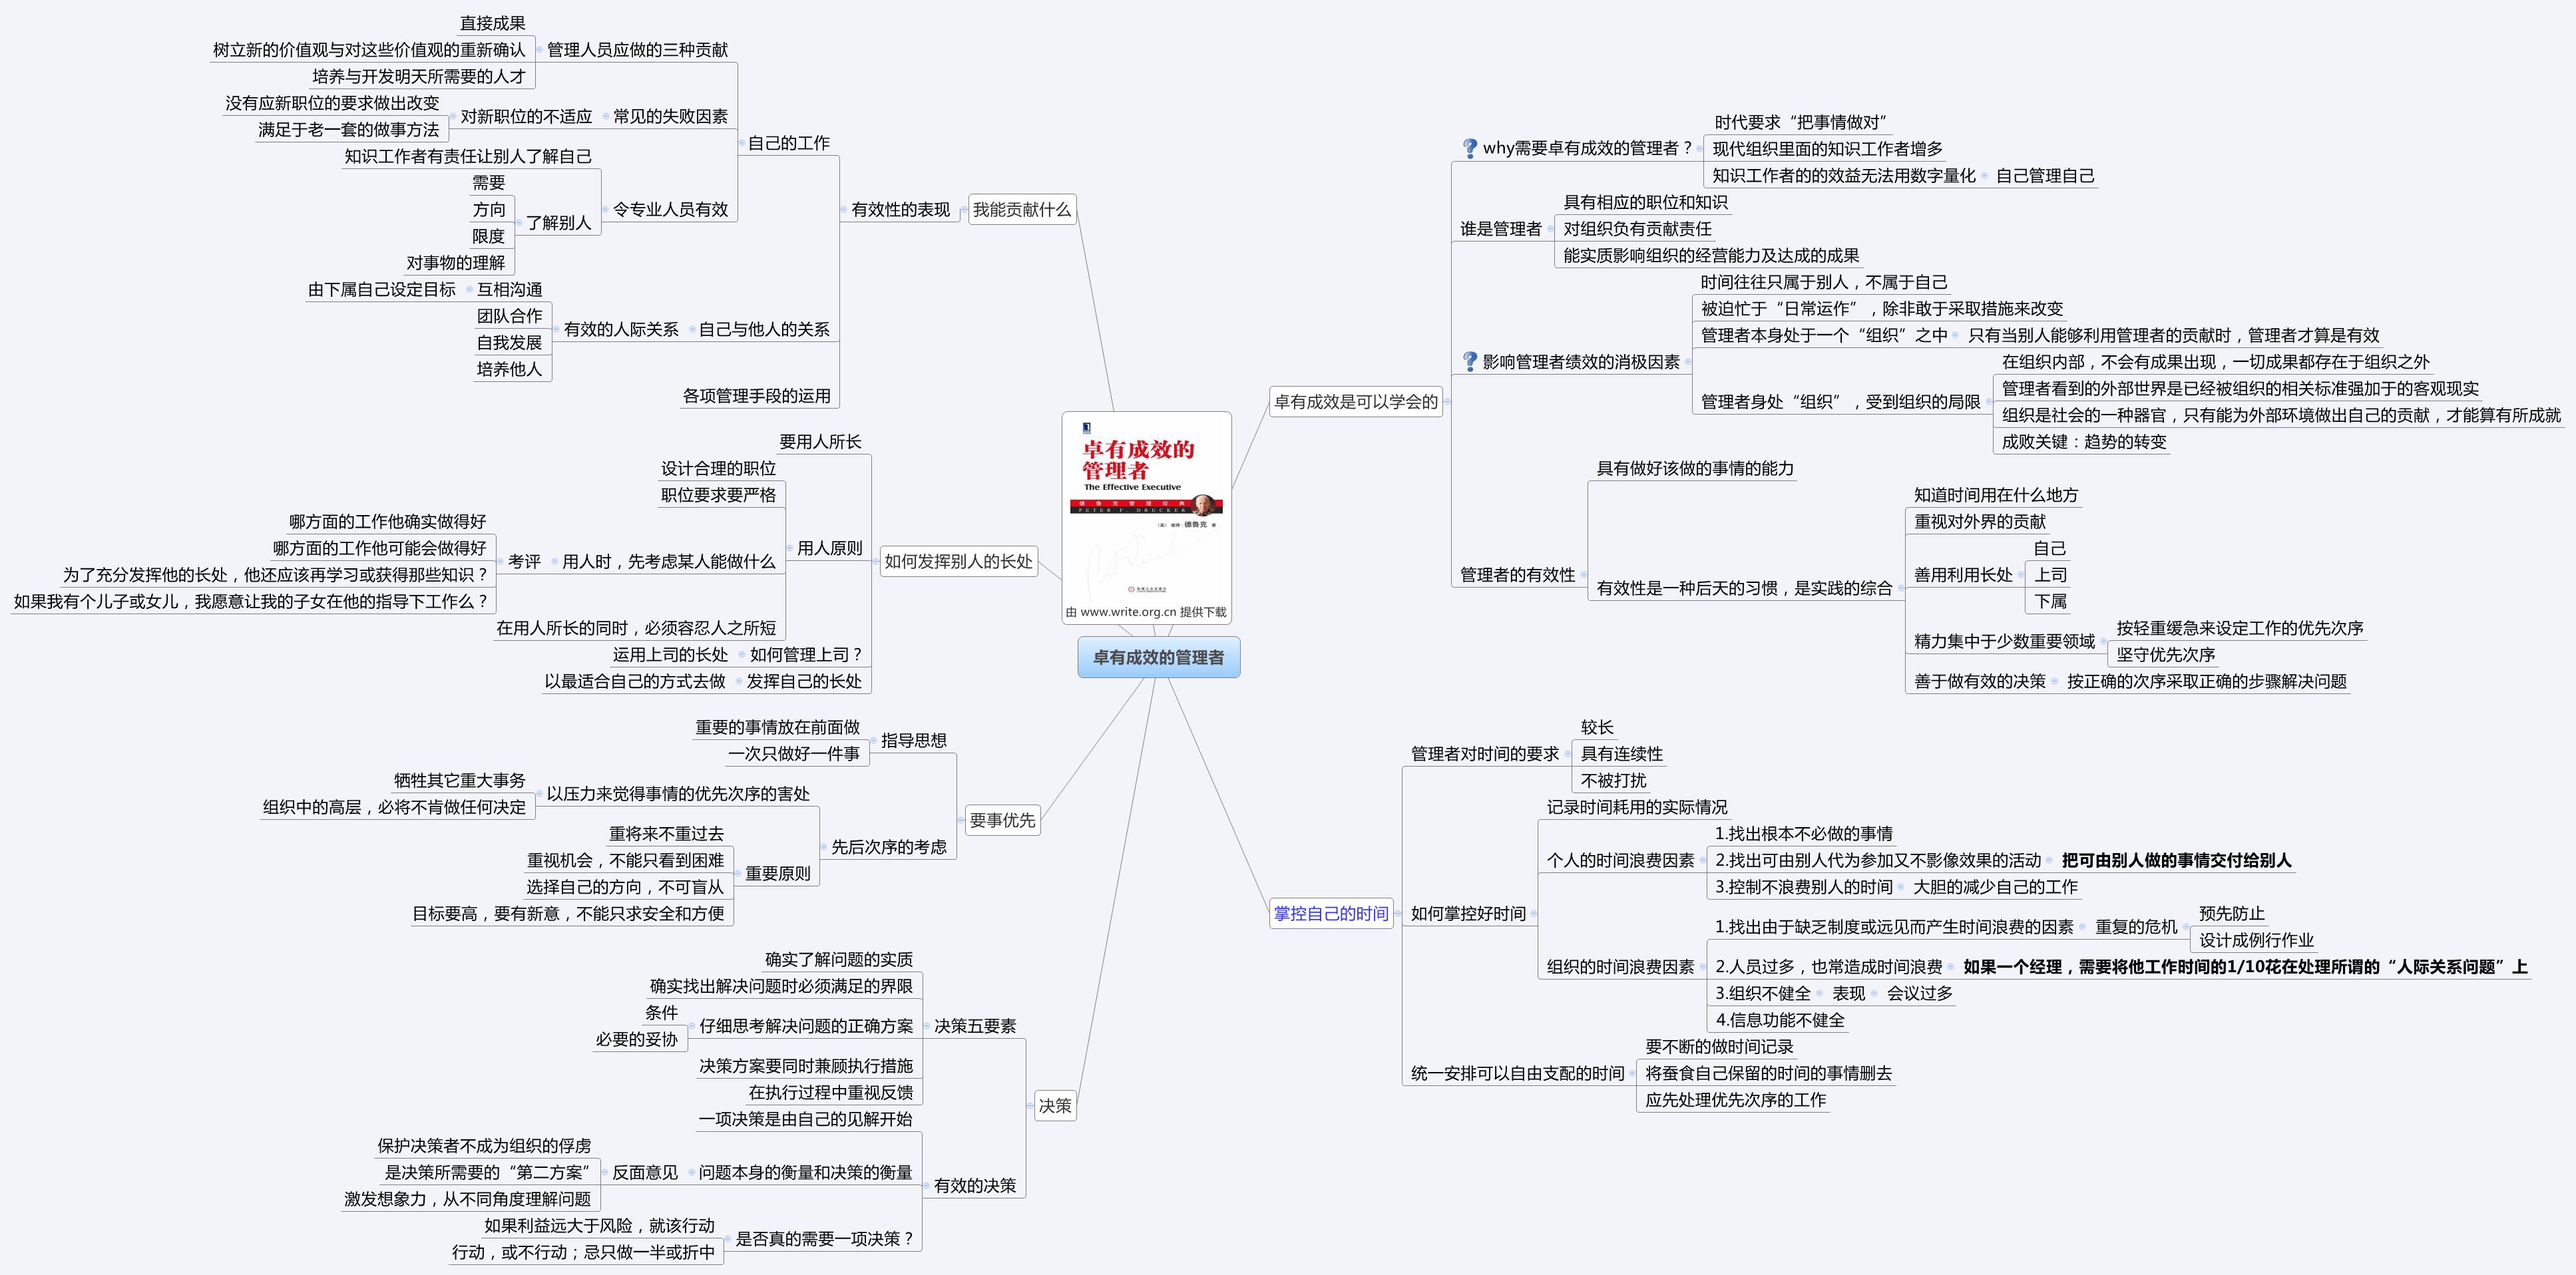 卓有成效的管理者
卓有成效的
管理者
The Effective Executive
德鲁克管理经典
PETER F. DRUCKER
德鲁克
由 www.write.org.cn 提供下载
卓有成效是可以学会的
why需要卓有成效的管理者？
时代要求“把事情做对”
现代组织里面的知识工作者增多
知识工作者的的效益无法用数字量化
自己管理自己
谁是管理者
具有相应的职位和知识
对组织负有贡献责任
能实质影响组织的经营能力及达成的成果
影响管理者绩效的消极因素
时间往往只属于别人，不属于自己
被迫忙于“日常运作”，除非敢于采取措施来改变
管理者本身处于一个“组织”之中
只有当别人能够利用管理者的贡献时，管理者才算是有效
管理者身处“组织”，受到组织的局限
在组织内部，不会有成果出现，一切成果都存在于组织之外
管理者看到的外部世界是已经被组织的相关标准强加于的客观现实
组织是社会的一种器官，只有能为外部环境做出自己的贡献，才能算有所成就
成败关键：趋势的转变
管理者的有效性
具有做好该做的事情的能力
有效性是一种后天的习惯，是实践的综合
知道时间用在什么地方
重视对外界的贡献
善用利用长处
自己
上司
下属
精力集中于少数重要领域
按轻重缓急来设定工作的优先次序
坚守优先次序
善于做有效的决策
按正确的次序采取正确的步骤解决问题
掌控自己的时间
管理者对时间的要求
较长
具有连续性
不被打扰
如何掌控好时间
记录时间耗用的实际情况
个人的时间浪费因素
1.找出根本不必做的事情
2.找出可由别人代为参加又不影像效果的活动
把可由别人做的事情交付给别人
3.控制不浪费别人的时间
大胆的减少自己的工作
组织的时间浪费因素
1.找出由于缺乏制度或远见而产生时间浪费的因素
重复的危机
预先防止
设计成例行作业
2.人员过多，也常造成时间浪费
如果一个经理，需要将他工作时间的1/10花在处理所谓的“人际关系问题”上
3.组织不健全
表现
会议过多
4.信息功能不健全
统一安排可以自由支配的时间
要不断的做时间记录
将蚕食自己保留的时间的事情删去
应先处理优先次序的工作
我能贡献什么
有效性的表现
自己的工作
管理人员应做的三种贡献
直接成果
树立新的价值观与对这些价值观的重新确认
培养与开发明天所需要的人才
常见的失败因素
对新职位的不适应
没有应新职位的要求做出改变
满足于老一套的做事方法
令专业人员有效
知识工作者有责任让别人了解自己
了解别人
需要
方向
限度
对事物的理解
自己与他人的关系
有效的人际关系
互相沟通
由下属自己设定目标
团队合作
自我发展
培养他人
各项管理手段的运用
如何发挥别人的长处
要用人所长
用人原则
设计合理的职位
职位要求要严格
用人时，先考虑某人能做什么
考评
哪方面的工作他确实做得好
哪方面的工作他可能会做得好
为了充分发挥他的长处，他还应该再学习或获得那些知识？
如果我有个儿子或女儿，我愿意让我的子女在他的指导下工作么？
在用人所长的同时，必须容忍人之所短
如何管理上司？
运用上司的长处
发挥自己的长处
以最适合自己的方式去做
要事优先
指导思想
重要的事情放在前面做
一次只做好一件事
先后次序的考虑
以压力来觉得事情的优先次序的害处
牺牲其它重大事务
组织中的高层，必将不肯做任何决定
重要原则
重将来不重过去
重视机会，不能只看到困难
选择自己的方向，不可盲从
目标要高，要有新意，不能只求安全和方便
决策
决策五要素
确实了解问题的实质
确实找出解决问题时必须满足的界限
仔细思考解决问题的正确方案
条件
必要的妥协
决策方案要同时兼顾执行措施
在执行过程中重视反馈
有效的决策
一项决策是由自己的见解开始
问题本身的衡量和决策的衡量
反面意见
保护决策者不成为组织的俘虏
是决策所需要的“第二方案”
激发想象力，从不同角度理解问题
是否真的需要一项决策？
如果利益远大于风险，就该行动
行动，或不行动；忌只做一半或折中